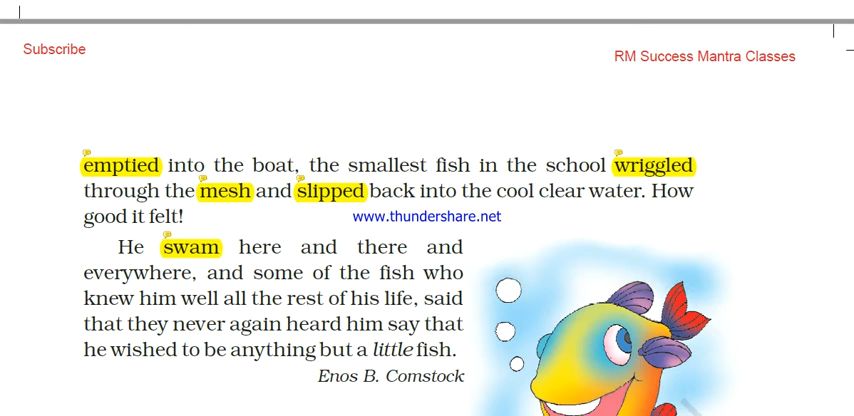 Subscribe
RM Success Mantra Classes
emptied into the boat, the smallest fish in the school wriggled
through the mesh and slipped back into the cool clear water. How
good it felt!
www.thundershare.net
He swam here and there and
everywhere, and some of the fish who
knew him well all the rest of his life, said
that they never again heard him say that
he wished to be anything but a little fish.
Enos B. Comstock